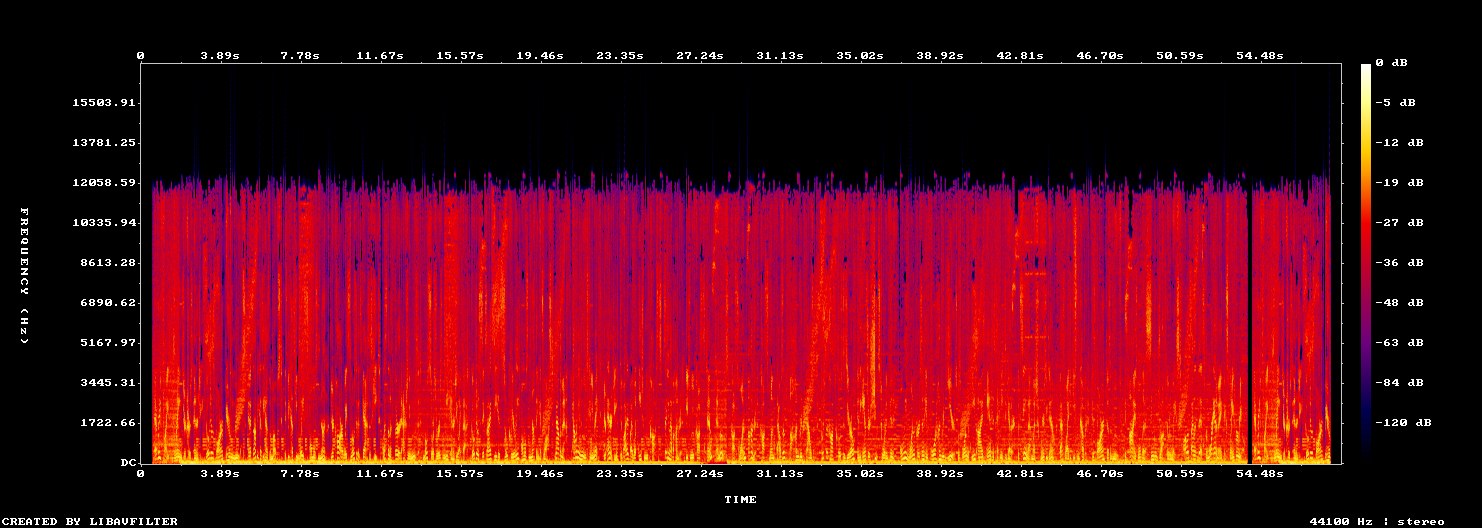 0 3.89s 7.78s 11.67s 15.57s 19.46s 23.35s 27.24s 31.13s 35.02s 38.92s 42.81s 46.70s 50.59s 54.48s
0 dB
15503.91
-5 dB
13781.25
-12 dB
12058.59
-19 dB
10335.94
-27 dB
8613.28
-36 dB
6890.62
-48 dB
5167.97
-63 dB
3445.31
-84 dB
1722.66
-120 dB
DC
FREQUENCY (HZ)
0 3.89s 7.78s 11.67s 15.57s 19.46s 23.35s 27.24s 31.13s 35.02s 38.92s 42.81s 46.70s 50.59s 54.48s
TIME
CREATED BY LIBAVFILTER
44100 Hz | stereo